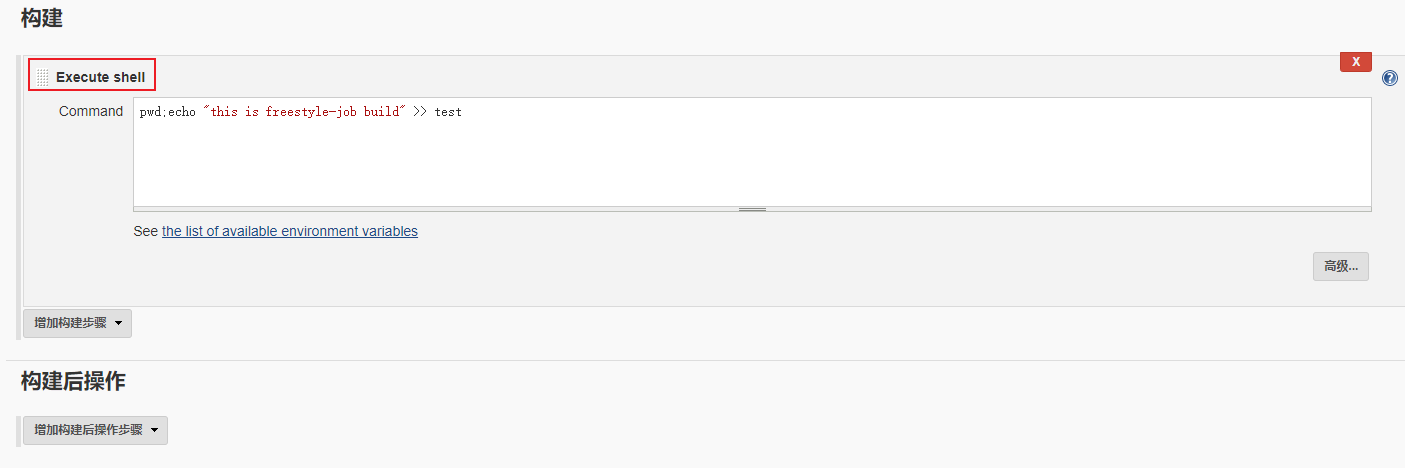 构建
X
Execute shell
?
Command
pwd;echo "this is freestyle-job build" >> test
See the list of available environment variables
高级...
增加构建步骤
构建后操作
增加构建后操作步骤